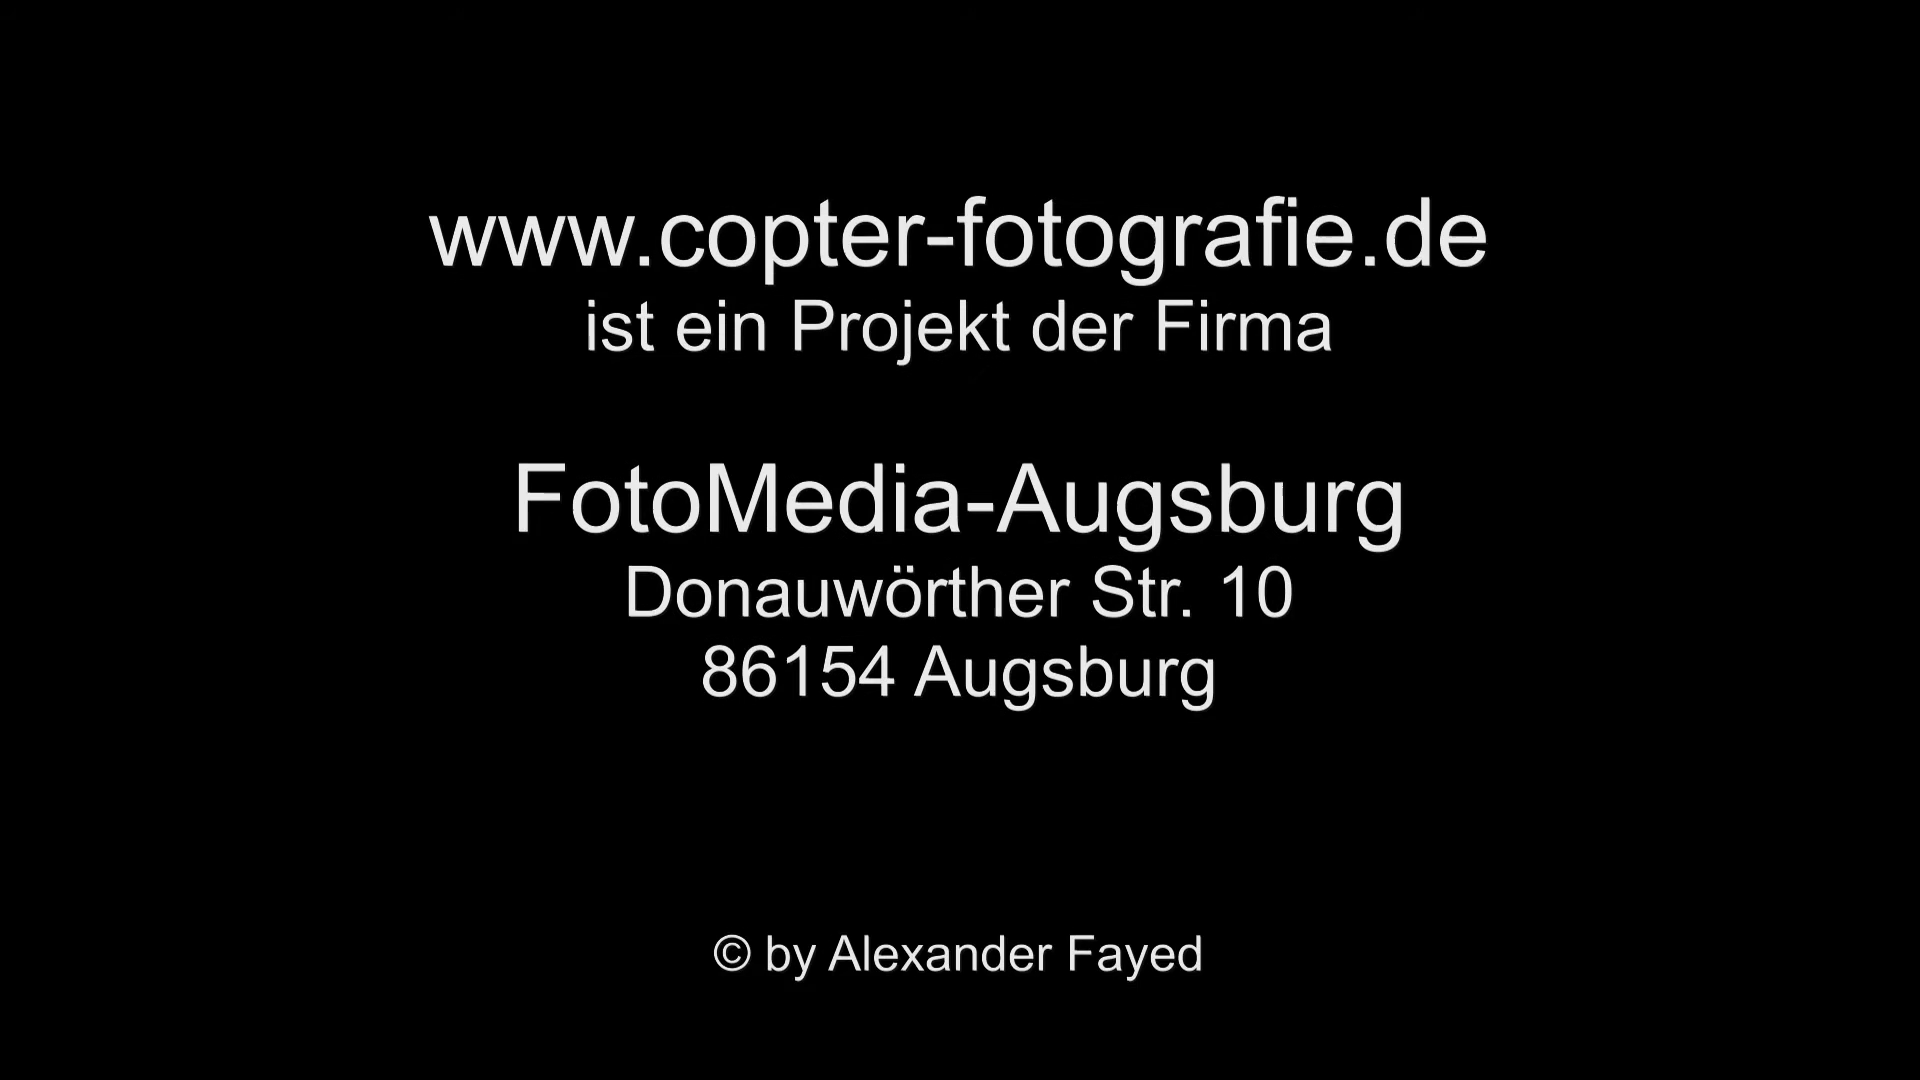 www.copter-fotografie.de
ist ein Projekt der Firma
FotoMedia-Augsburg
Donauwörther Str. 10
86154 Augsburg
© by Alexander Fayed